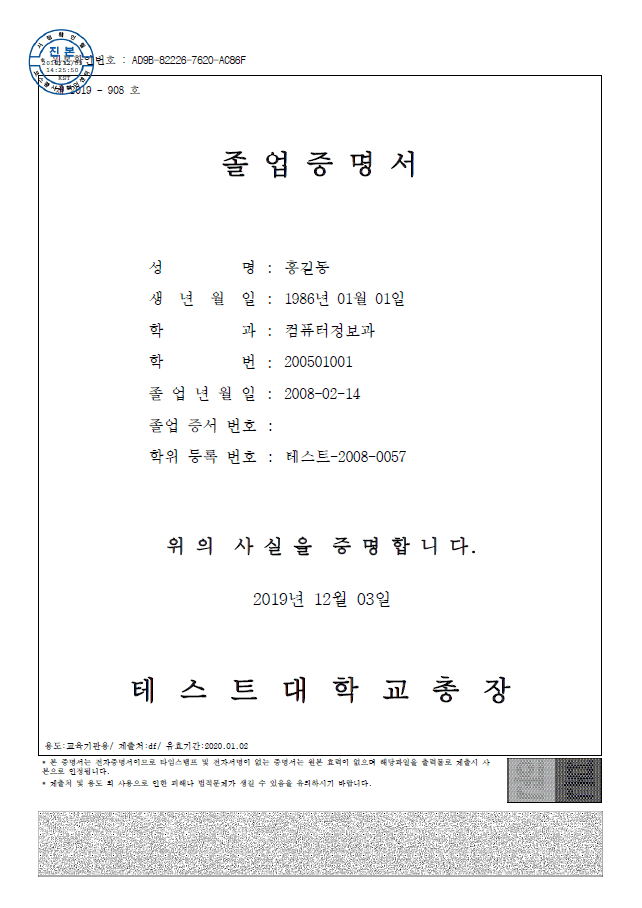 진본
14:25:50
KST
확인번호 : AD9B-82226-7620-AC86F
제 2019 - 908 호
졸 업 증 명 서
성 명 : 홍길동
생 년 월 일 : 1986년 01월 01일
학 과 : 컴퓨터정보과
학 번 : 200501001
졸 업 년 월 일 : 2008-02-14
졸업 증서 번호 :
학위 등록 번호 : 테스트-2008-0057
위 의 사 실 을 증 명 합 니 다.
2019년 12월 03일
테 스 트 대 학 교 총 장
용도:교육기관용/ 제출처:df/ 유효기간:2020.01.02
* 본 증명서는 전자증명서이므로 타임스탬프 및 전자서명이 없는 증명서는 원본 효력이 없으며 해당파일을 출력물로 제출시 사
본으로 인정됩니다.
* 제출처 및 용도 외 사용으로 인한 피해나 법적문제가 생길 수 있음을 유의하시기 바랍니다.